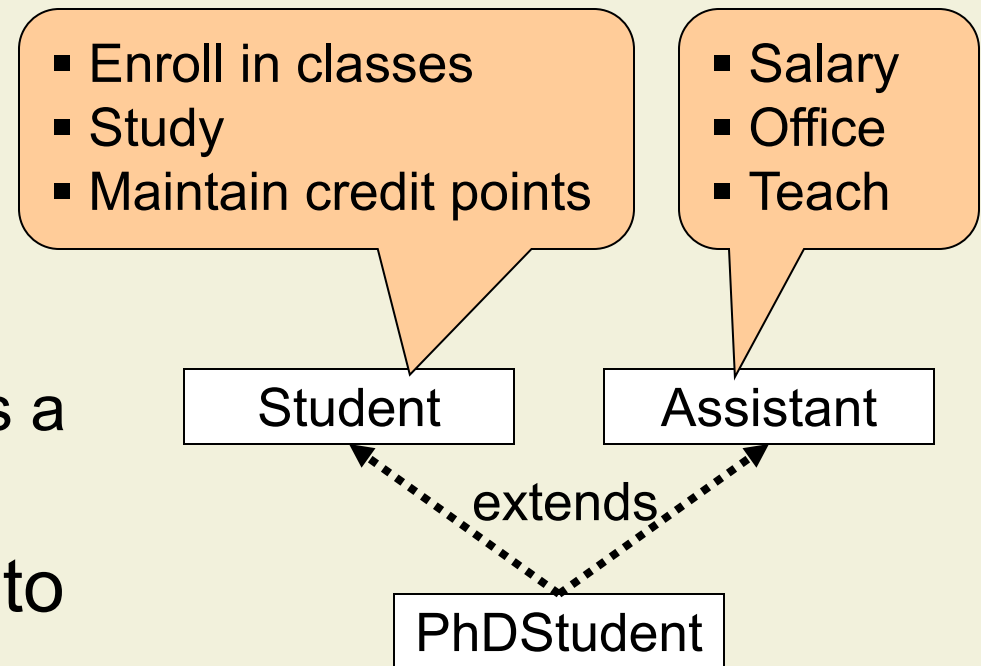 ▪ Enroll in classes
▪ Study
▪ Maintain credit points
▪ Salary
▪ Office
▪ Teach
s a
Student
Assistant
extends
to
PhDStudent